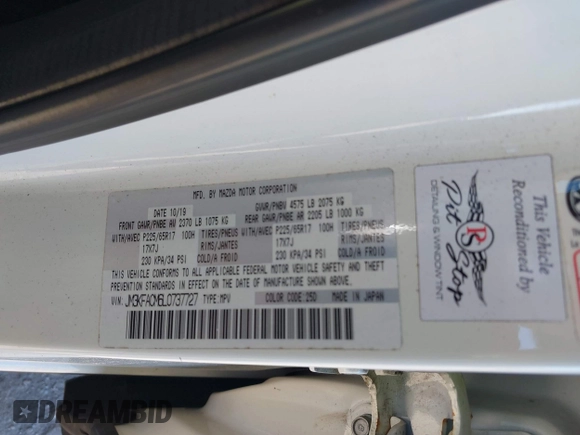 MFD. BY MAZDA MOTOR CORPORATION
DATE 10/19 GVWR/PNBV 4575 LB 2075 KG
FRONT GAWR/PNBE AV 2370 LB 1075 KG REAR GAWR/PNBE AR 2205 LB 1000 KG
WITH/AVEC P225/65R17 100H TIRES/PNEUS WITH/AVEC P225/65R17 100H TIRES/PNEUS
17X7J RIMS/JANTES 17X7J RIMS/JANTES
230 KPA/34 PSI COLD/A FROID 230 KPA/34 PSI COLD/A FROID
THIS VEHICLE CONFORMS TO ALL APPLICABLE FEDERAL MOTOR VEHICLE SAFETY AND THEFT
PREVENTION STANDARDS IN EFFECT ON THE DATE OF MANUFACTURE SHOWN ABOVE.
VIN: JM3KFACM6L0737727 TYPE: MPV COLOR CODE: 25D MADE IN JAPAN
This Vehicle
Reconditioned by:
PS
Pit Stop
DETAILING & WINDOW TINT
DREAMBID